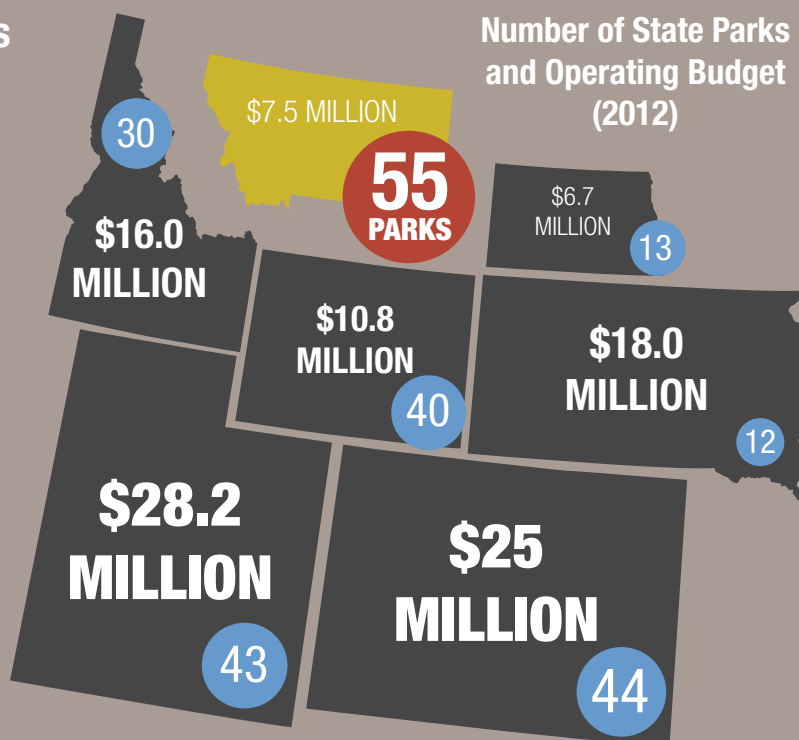 s
Number of State Parks
and Operating Budget
(2012)
30
$16.0
MILLION
$7.5 MILLION
55
PARKS
$6.7
MILLION
13
$10.8
MILLION
40
$18.0
MILLION
12
$28.2
MILLION
43
$25
MILLION
44